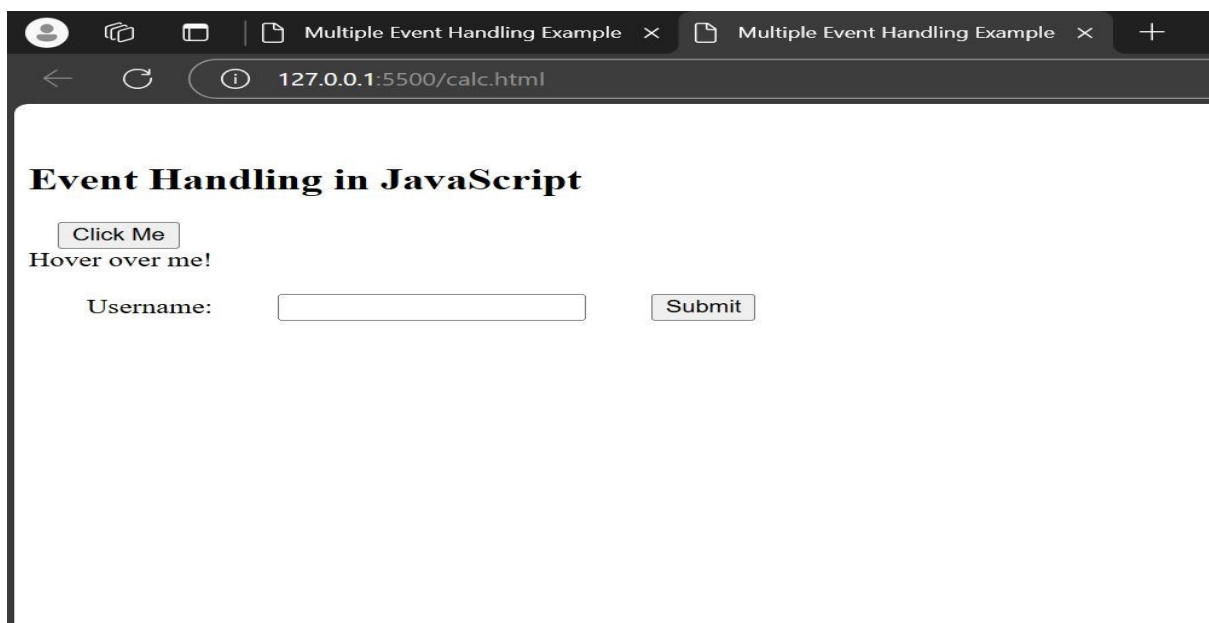 Multiple Event Handling Example Multiple Event Handling Example
127.0.0.1:5500/calc.html
Event Handling in JavaScript
Click Me
Hover over me!
Username: Submit